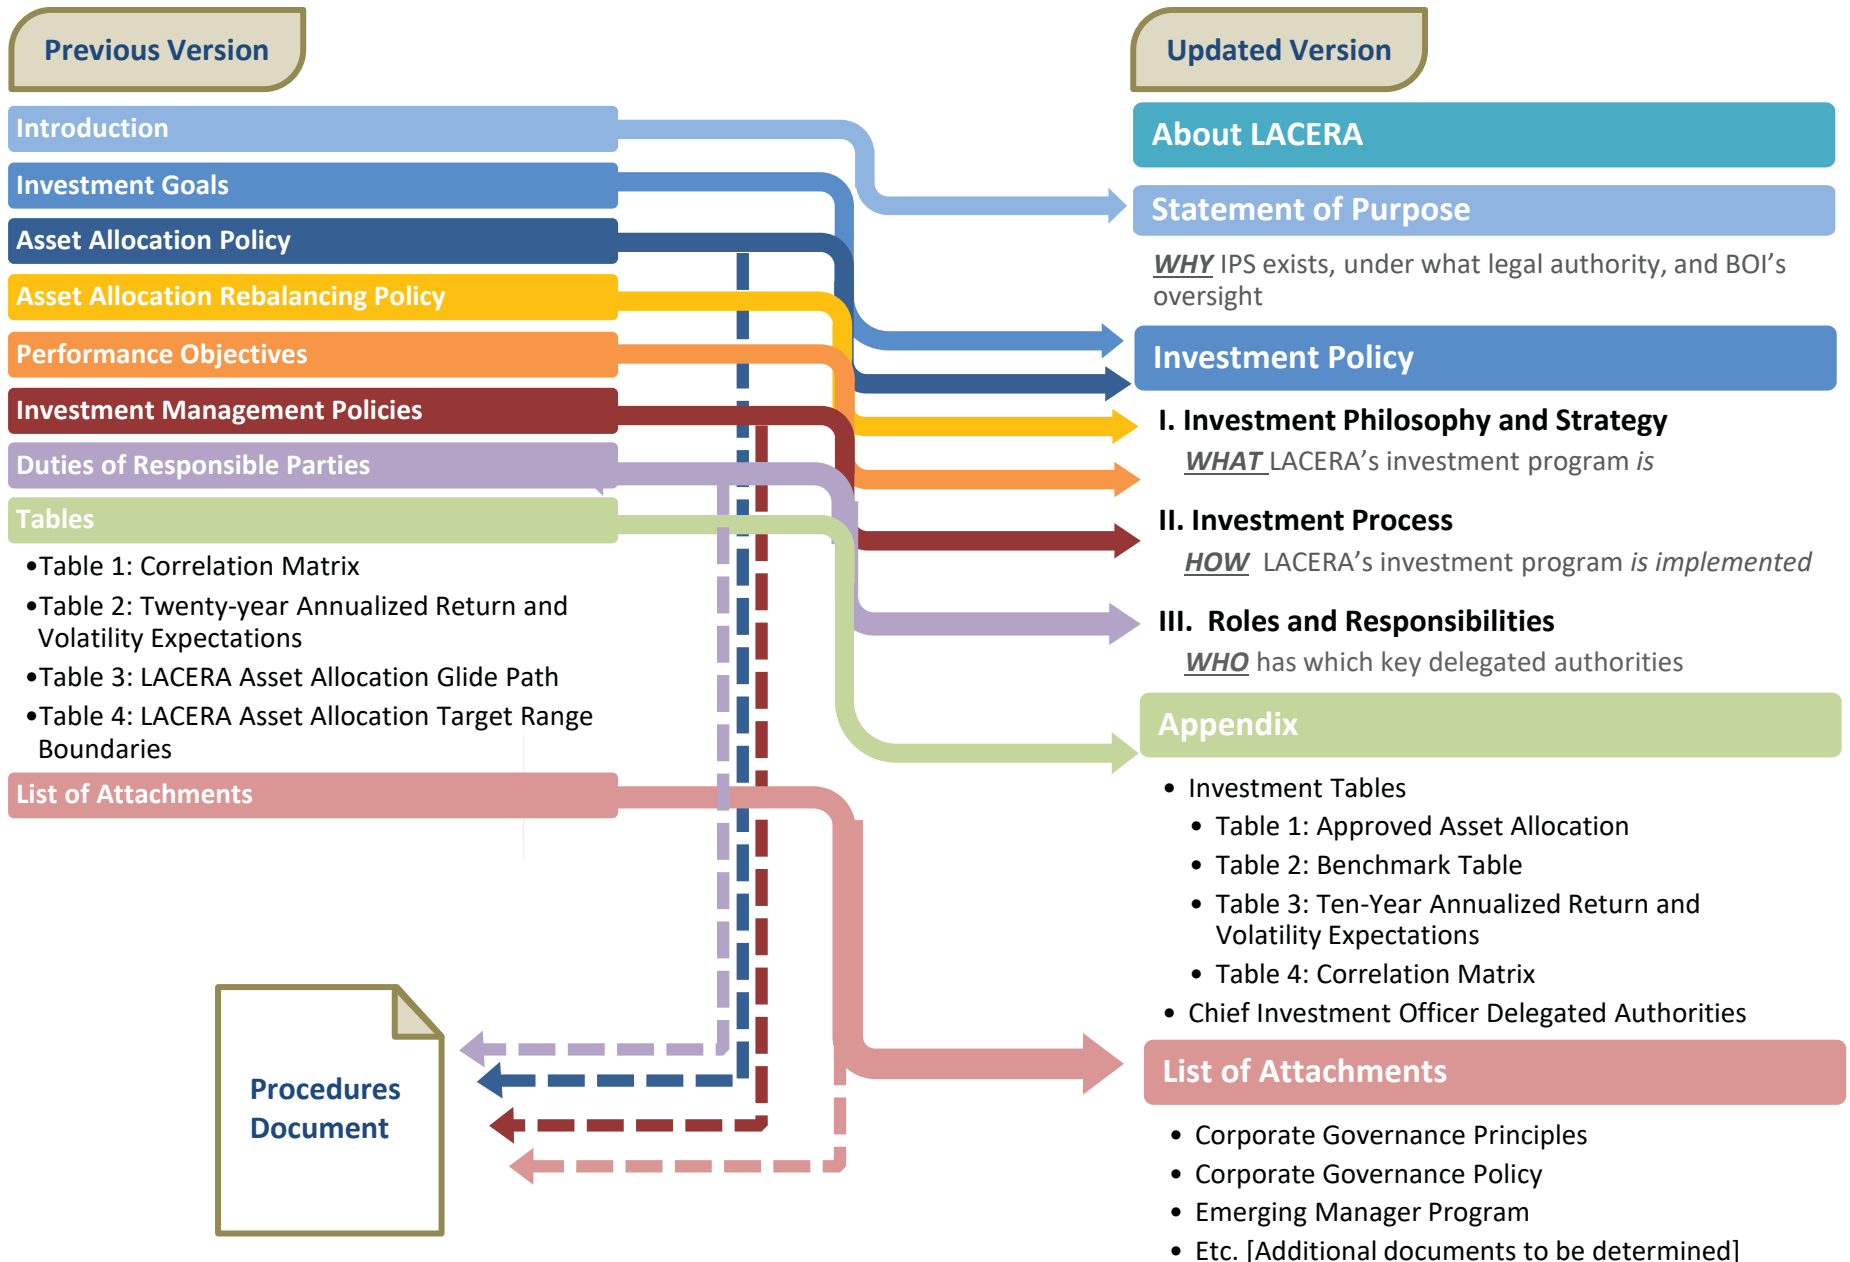 Previous Version
Introduction
Investment Goals
Asset Allocation Policy
Asset Allocation Rebalancing Policy
Performance Objectives
Investment Management Policies
Duties of Responsible Parties
Tables
•Table 1: Correlation Matrix
•Table 2: Twenty-year Annualized Return and
Volatility Expectations
•Table 3: LACERA Asset Allocation Glide Path
•Table 4: LACERA Asset Allocation Target Range
Boundaries
List of Attachments
Procedures
Document
Updated Version
About LACERA
Statement of Purpose
WHY IPS exists, under what legal authority, and BOI’s
oversight
Investment Policy
I. Investment Philosophy and Strategy
WHAT LACERA’s investment program is
II. Investment Process
HOW LACERA’s investment program is implemented
III. Roles and Responsibilities
WHO has which key delegated authorities
Appendix
• Investment Tables
• Table 1: Approved Asset Allocation
• Table 2: Benchmark Table
• Table 3: Ten-Year Annualized Return and
Volatility Expectations
• Table 4: Correlation Matrix
• Chief Investment Officer Delegated Authorities
List of Attachments
• Corporate Governance Principles
• Corporate Governance Policy
• Emerging Manager Program
• Etc. [Additional documents to be determined]